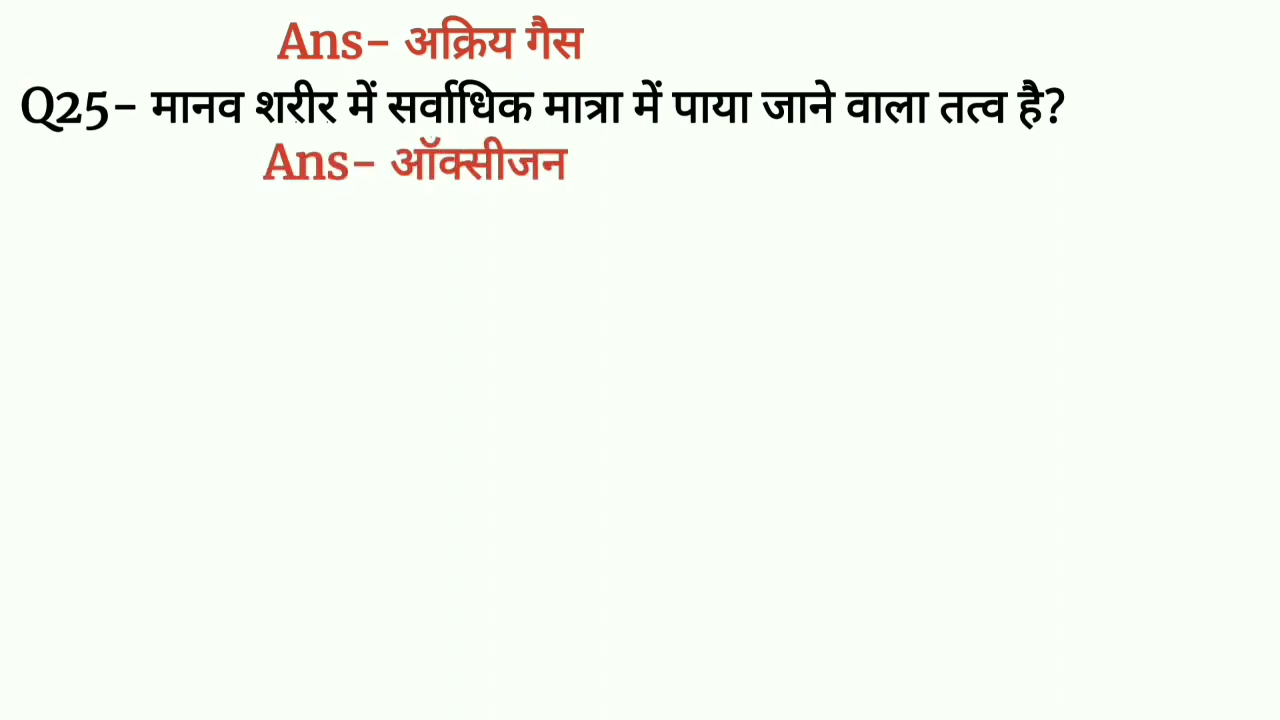 Ans- अक्रिय गैस
Q25- मानव शरीर में सर्वाधिक मात्रा में पाया जाने वाला तत्व है?
Ans- ऑक्सीजन